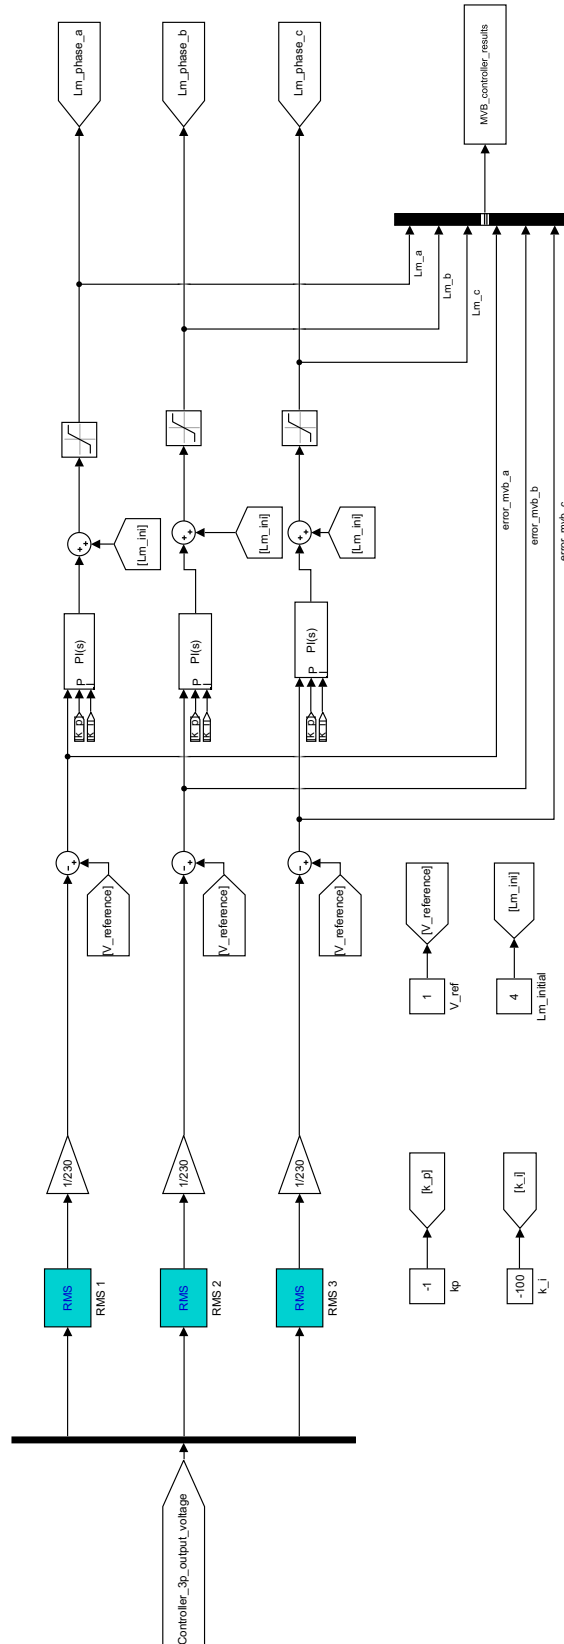 Controller_3p_output_voltage
RMS
RMS 1
1/230
[V_reference]
-
+
P
I
PI(s)
[Lm_ini]
+
+
Lm_phase_a
RMS
RMS 2
1/230
[V_reference]
-
+
P
I
PI(s)
[Lm_ini]
+
+
Lm_phase_b
RMS
RMS 3
1/230
[V_reference]
-
+
P
I
PI(s)
[Lm_ini]
+
+
Lm_phase_c
Lm_a
Lm_b
Lm_c
error_mvb_a
error_mvb_b
error_mvb_c
MVB_controller_results
-1
kp
[k_p]
1
V_ref
[V_reference]
-100
k_i
[k_i]
4
Lm_initial
[Lm_ini]